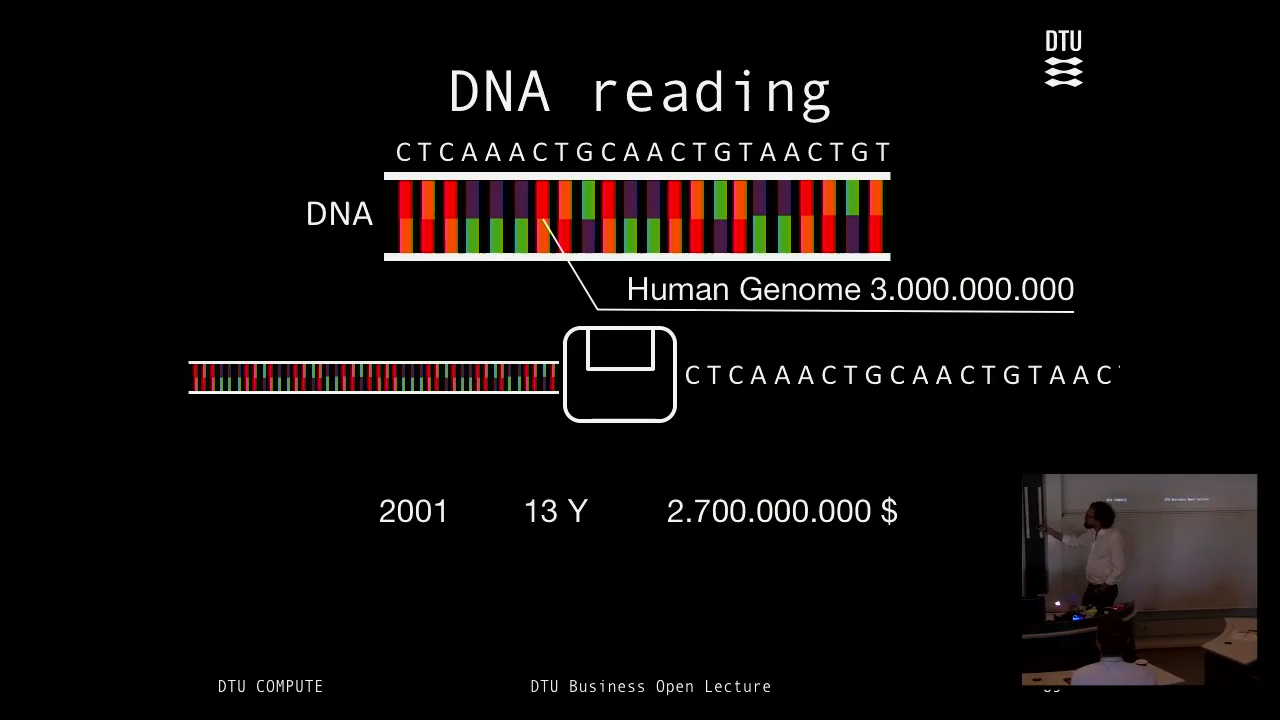 DTU
DNA reading
CTCAAACTGCAACTGTAACTGT
DNA
Human Genome 3.000.000.000
CTCAAACTGCAACTGTAAC
2001 13 Y 2.700.000.000 $
DTU COMPUTE DTU Business Open Lecture